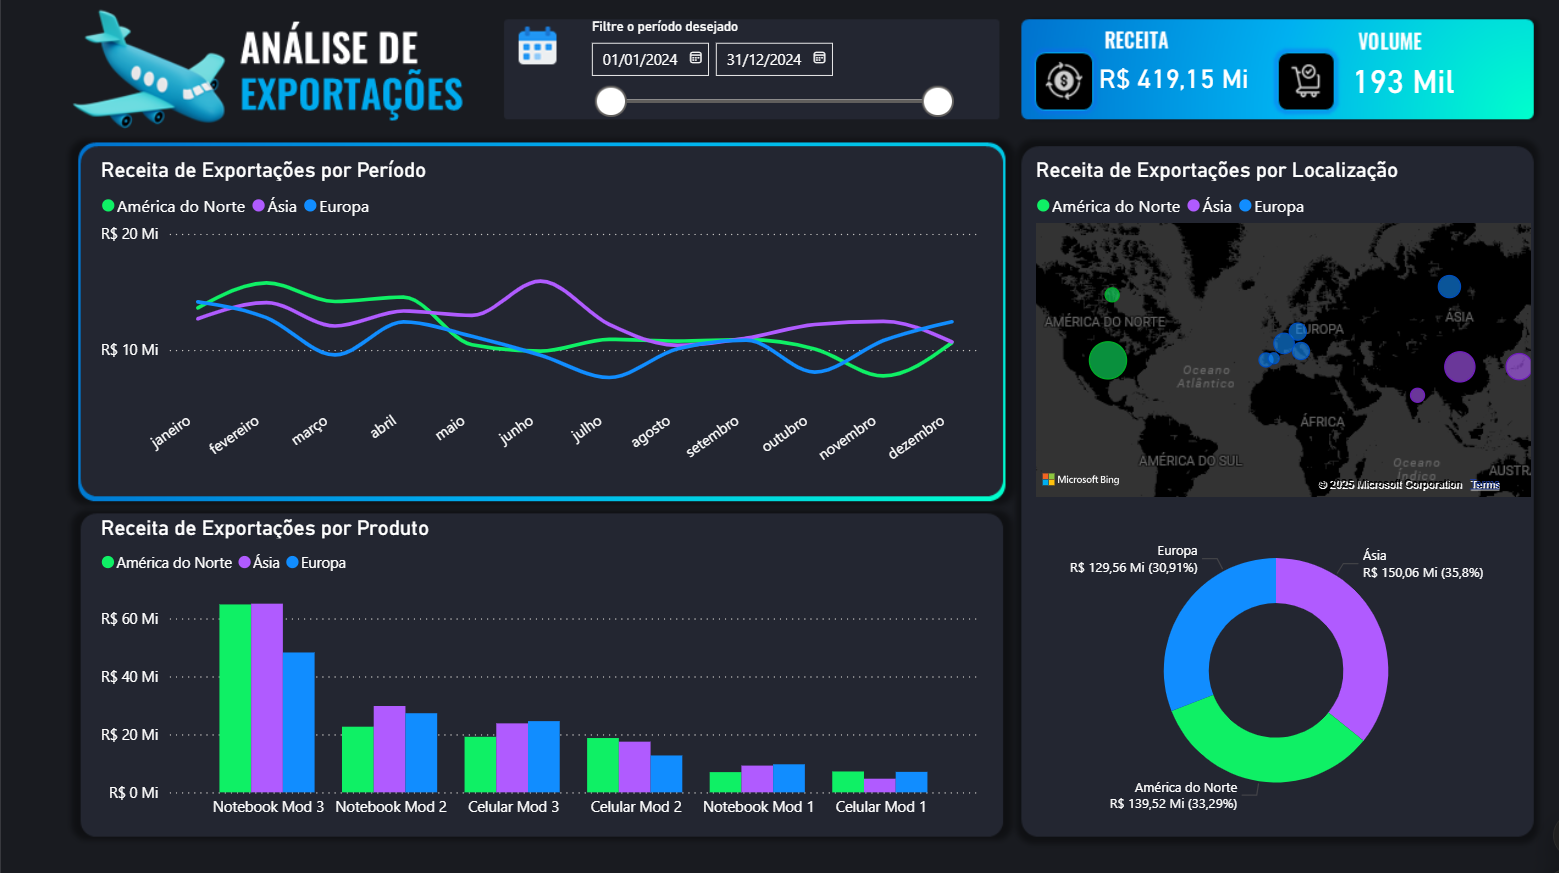 ANÁLISE DE
EXPORTAÇÕES
Filtre o período desejado
01/01/2024
31/12/2024
RECEITA
R$ 419,15 Mi
VOLUME
193 Mil
Receita de Exportações por Período
América do Norte Ásia Europa
R$ 20 Mi
R$ 10 Mi
janeiro
fevereiro
março
abril
maio
junho
julho
agosto
setembro
outubro
novembro
dezembro
Receita de Exportações por Localização
América do Norte Ásia Europa
AMÉRICA DO NORTE
EUROPA
ÁSIA
Oceano
Atlântico
ÁFRICA
AMÉRICA DO SUL
Oceano
Índico
AUSTR
Microsoft Bing
© 2025 Microsoft Corporation Terms
Receita de Exportações por Produto
América do Norte Ásia Europa
R$ 60 Mi
R$ 40 Mi
R$ 20 Mi
R$ 0 Mi
Notebook Mod 3
Notebook Mod 2
Celular Mod 3
Celular Mod 2
Notebook Mod 1
Celular Mod 1
Europa
R$ 129,56 Mi (30,91%)
Ásia
R$ 150,06 Mi (35,8%)
América do Norte
R$ 139,52 Mi (33,29%)